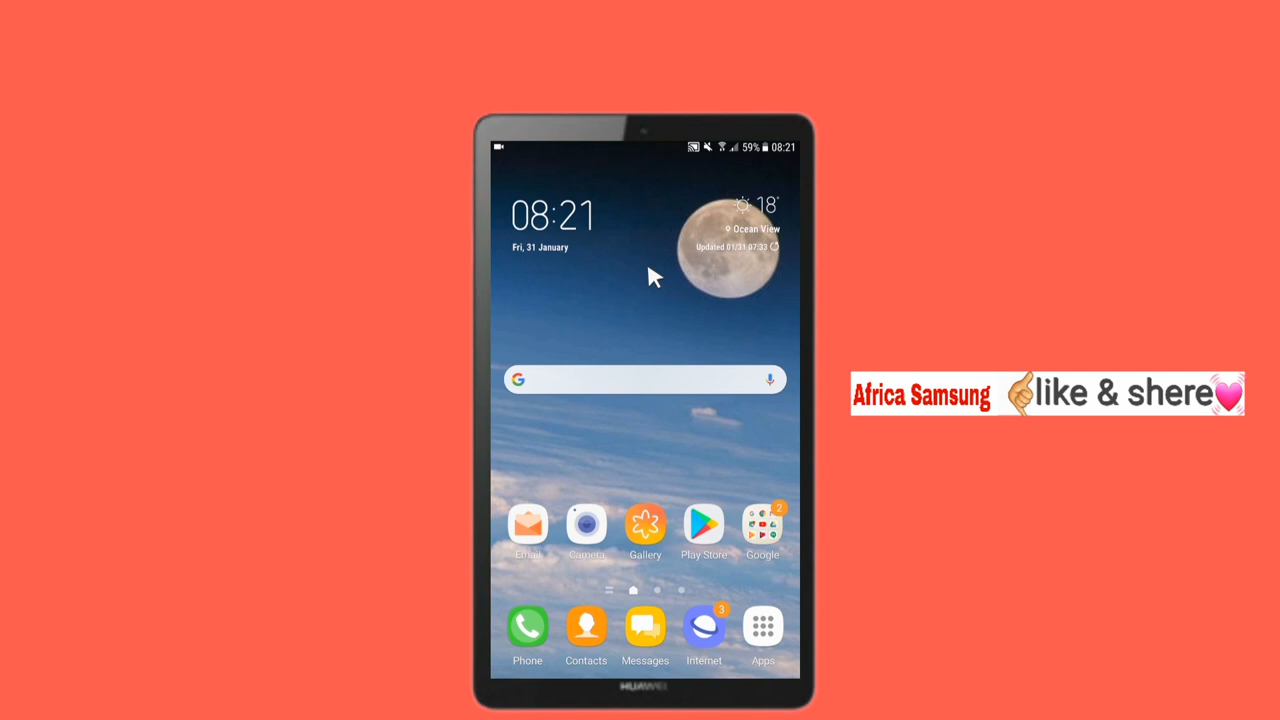 59% 08:21
08:21
Fri, 31 January
18°
Ocean View
Updated 01/31 07:33
Africa Samsung like & shere
2
Email Camera Gallery Play Store Google
3
Phone Contacts Messages Internet Apps
HUAWEI